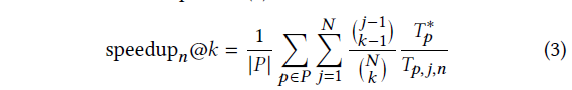 speedup_n@k = \frac{1}{|P|} \sum_{p \in P} \sum_{j=1}^{N} \frac{\binom{j-1}{k-1}}{\binom{N}{k}} \frac{T_p^*}{T_{p,j,n}} (3)